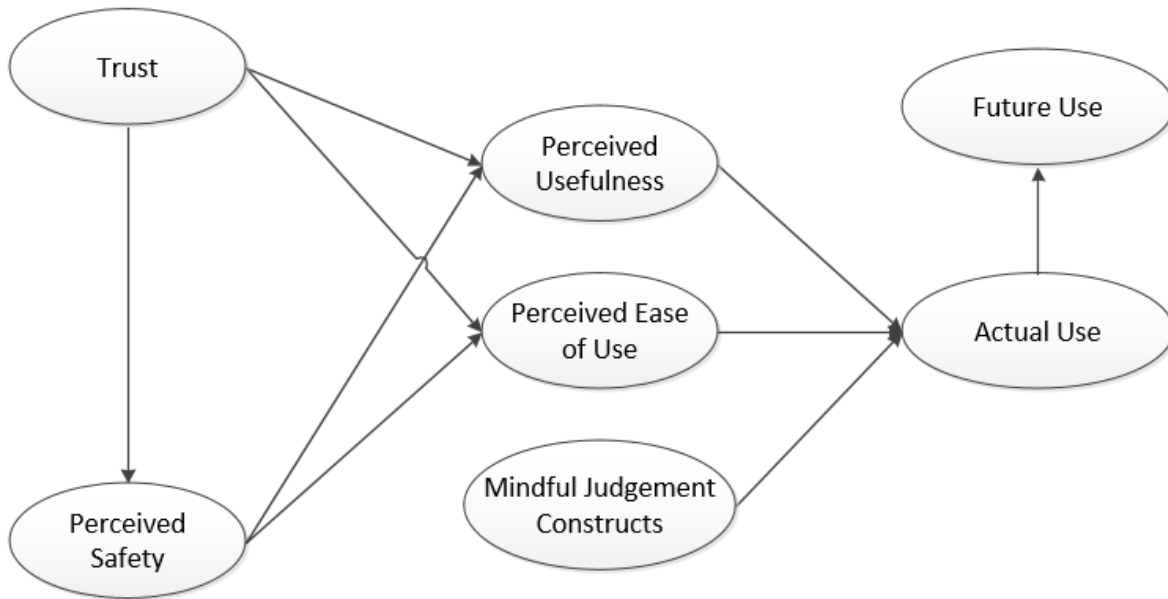 Trust
Perceived
Usefulness
Future Use
Perceived Ease
of Use
Actual Use
Mindful Judgement
Constructs
Perceived
Safety